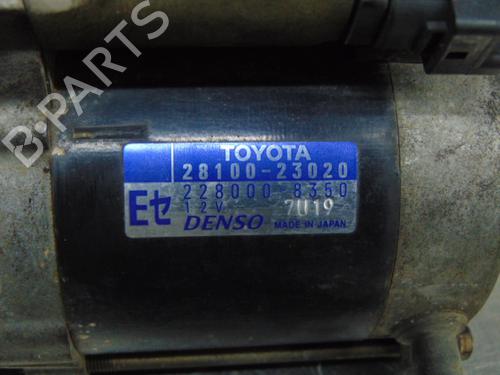 B-PARTS
TOYOTA
28100-23020
228000 8350
Eセ
12V 7U19
DENSO MADE IN JAPAN